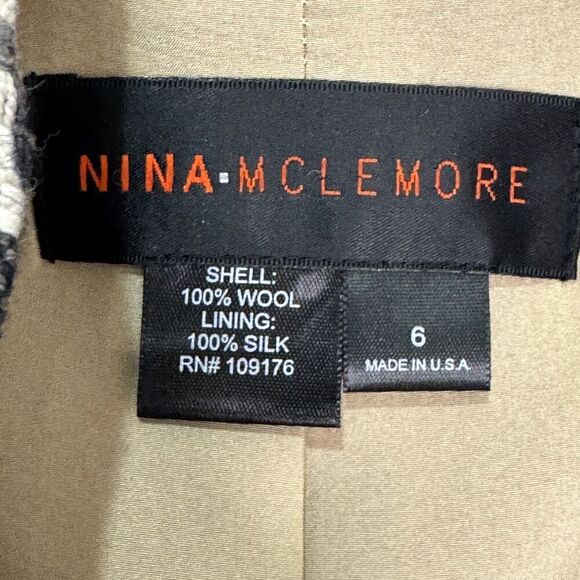 NINA MCLEMORE
SHELL:
100% WOOL
LINING:
100% SILK
RN# 109176
6
MADE IN U.S.A.